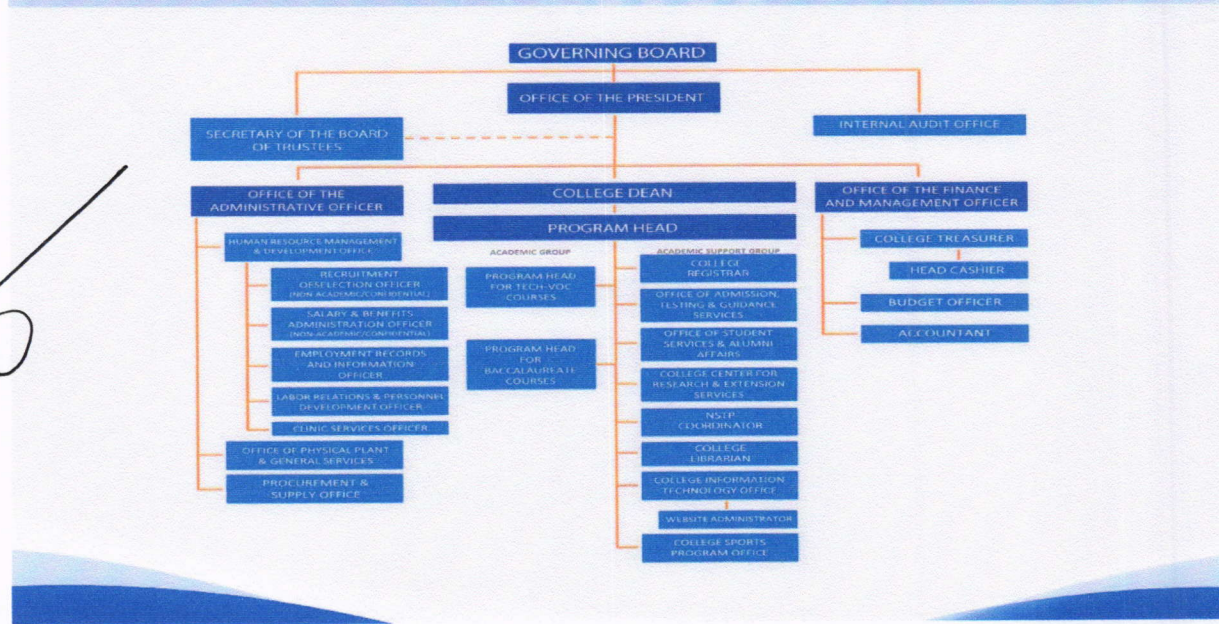 GOVERNING BOARD
OFFICE OF THE PRESIDENT
SECRETARY OF THE BOARD
OF TRUSTEES
INTERNAL AUDIT OFFICE
OFFICE OF THE
ADMINISTRATIVE OFFICER
HUMAN RESOURCE MANAGEMENT
& DEVELOPMENT OFFICE
RECRUITMENT
OFSELECTION OFFICER
(NON ACADEMIC/CONFIDENTIAL)
SALARY & BENEFITS
ADMINISTRATION OFFICER
(NON ACADEMIC/CONFIDENTIAL)
EMPLOYMENT RECORDS
AND INFORMATION
OFFICER
LABOR RELATIONS & PERSONNEL
DEVELOPMENT OFFICER
CLINIC SERVICES OFFICER
OFFICE OF PHYSICAL PLANT
& GENERAL SERVICES
PROCUREMENT &
SUPPLY OFFICE
COLLEGE DEAN
PROGRAM HEAD
ACADEMIC GROUP
PROGRAM HEAD
FOR TECH-VOC
COURSES
PROGRAM HEAD
FOR
BACCALAUREATE
COURSES
ACADEMIC SUPPORT GROUP
COLLEGE
REGISTRAR
OFFICE OF ADMISSION,
TESTING & GUIDANCE
SERVICES
OFFICE OF STUDENT
SERVICES & ALUMNI
AFFAIRS
COLLEGE CENTER FOR
RESEARCH & EXTENSION
SERVICES
NSTP
COORDINATOR
COLLEGE
LIBRARIAN
COLLEGE INFORMATION
TECHNOLOGY OFFICE
WEBSITE ADMINISTRATOR
COLLEGE SPORTS
PROGRAM OFFICE
OFFICE OF THE FINANCE
AND MANAGEMENT OFFICER
COLLEGE TREASURER
HEAD CASHIER
BUDGET OFFICER
ACCOUNTANT